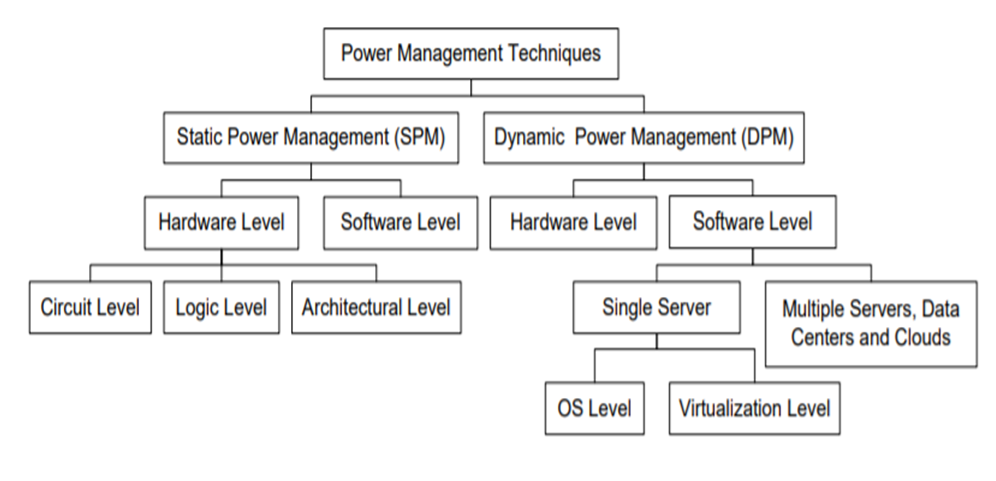 Power Management Techniques
Static Power Management (SPM)
Dynamic Power Management (DPM)
Hardware Level
Software Level
Hardware Level
Software Level
Circuit Level
Logic Level
Architectural Level
Single Server
Multiple Servers, Data
Centers and Clouds
OS Level
Virtualization Level